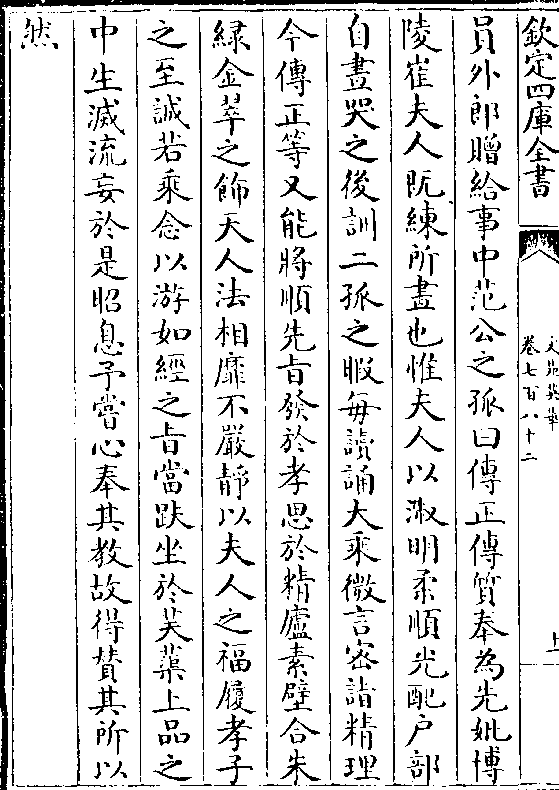 欽定四庫全書
文苑英華
卷七百八十二
上
員外郎贈給事中范公之孤曰傳正傳質奉為先妣博
陵崔夫人既練所畫也惟夫人以淑明柔順光配户部
自晝哭之後訓二孤之暇每讀誦大乘微言宻詣精理
今傳正等又能將順先旨發於孝思於精廬素壁合朱
緑金萃之飾天人法相靡不嚴靜以夫人之福履孝子
之至誠若乘念以游如經之旨當趺坐於芙蕖上品之
中生滅流妄於是昭息予嘗心奉其教故得賛其所以
然